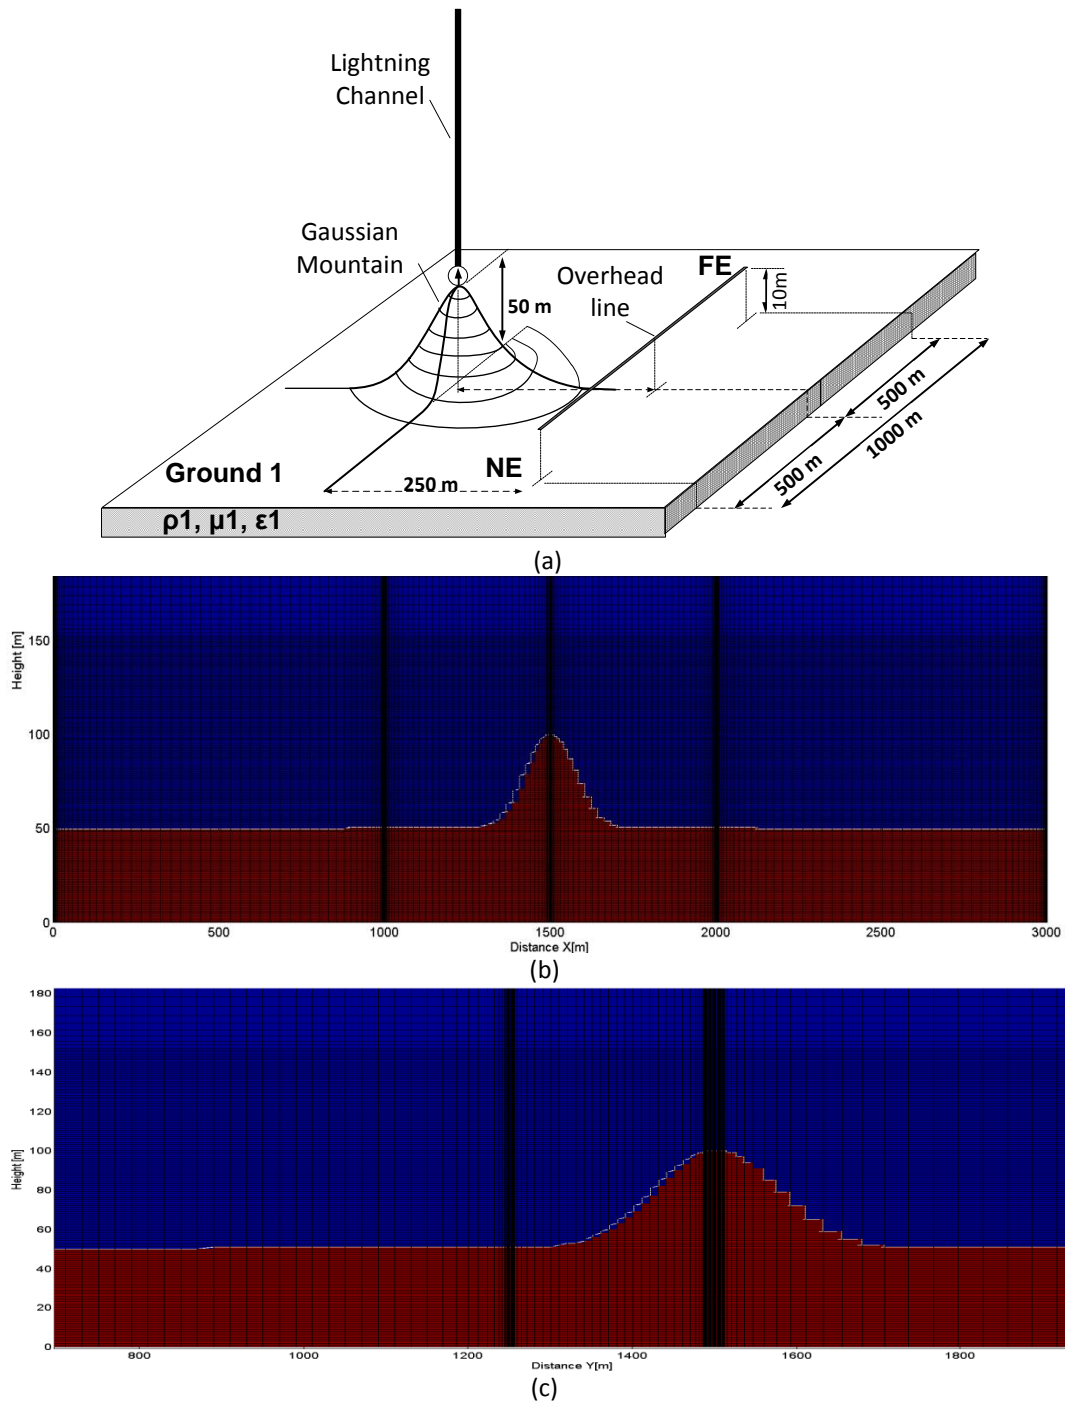 Lightning
Channel
Gaussian
Mountain
50 m
Overhead
line
FE
10m
500 m
1000 m
500 m
NE
250 m
Ground 1
ρ1, μ1, ε1
(a)
Height [m]
150
100
50
0
0 500 1000 1500 2000 2500 3000
Distance X[m]
(b)
Height [m]
180
160
140
120
100
80
60
40
20
0
800 1000 1200 1400 1600 1800
Distance Y[m]
(c)